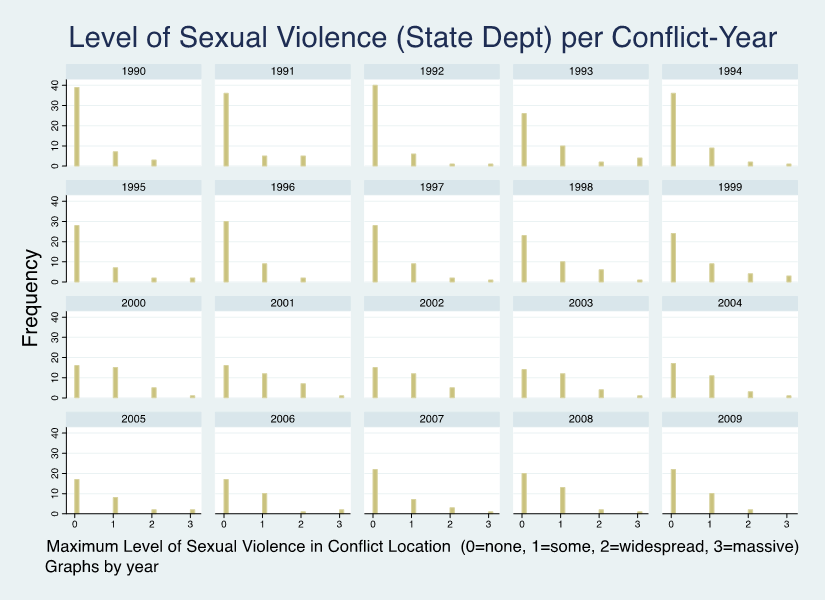 Level of Sexual Violence (State Dept) per Conflict-Year
1990 1991 1992 1993 1994
40
30
20
10
0
1995 1996 1997 1998 1999
40
30
20
10
0
2000 2001 2002 2003 2004
40
30
20
10
0
2005 2006 2007 2008 2009
40
30
20
10
0
Frequency
0 1 2 3 0 1 2 3 0 1 2 3 0 1 2 3 0 1 2 3
Maximum Level of Sexual Violence in Conflict Location (0=none, 1=some, 2=widespread, 3=massive)
Graphs by year